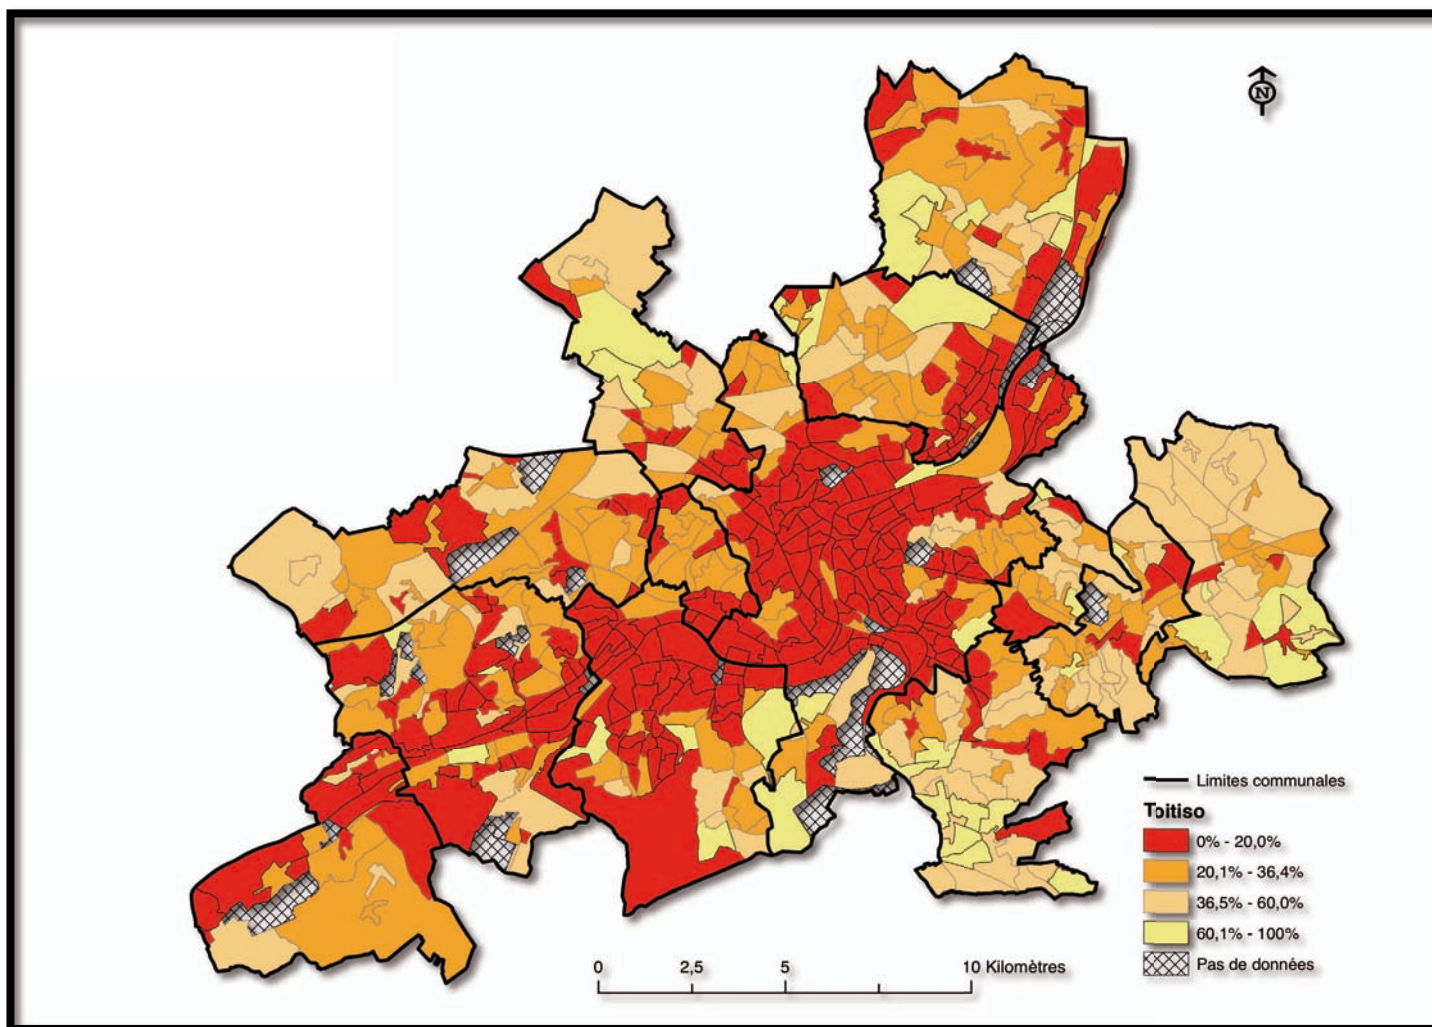 N
Limites communales
Toitiso
0% - 20,0%
20,1% - 36,4%
36,5% - 60,0%
60,1% - 100%
Pas de données
0 2,5 5 10 Kilomètres